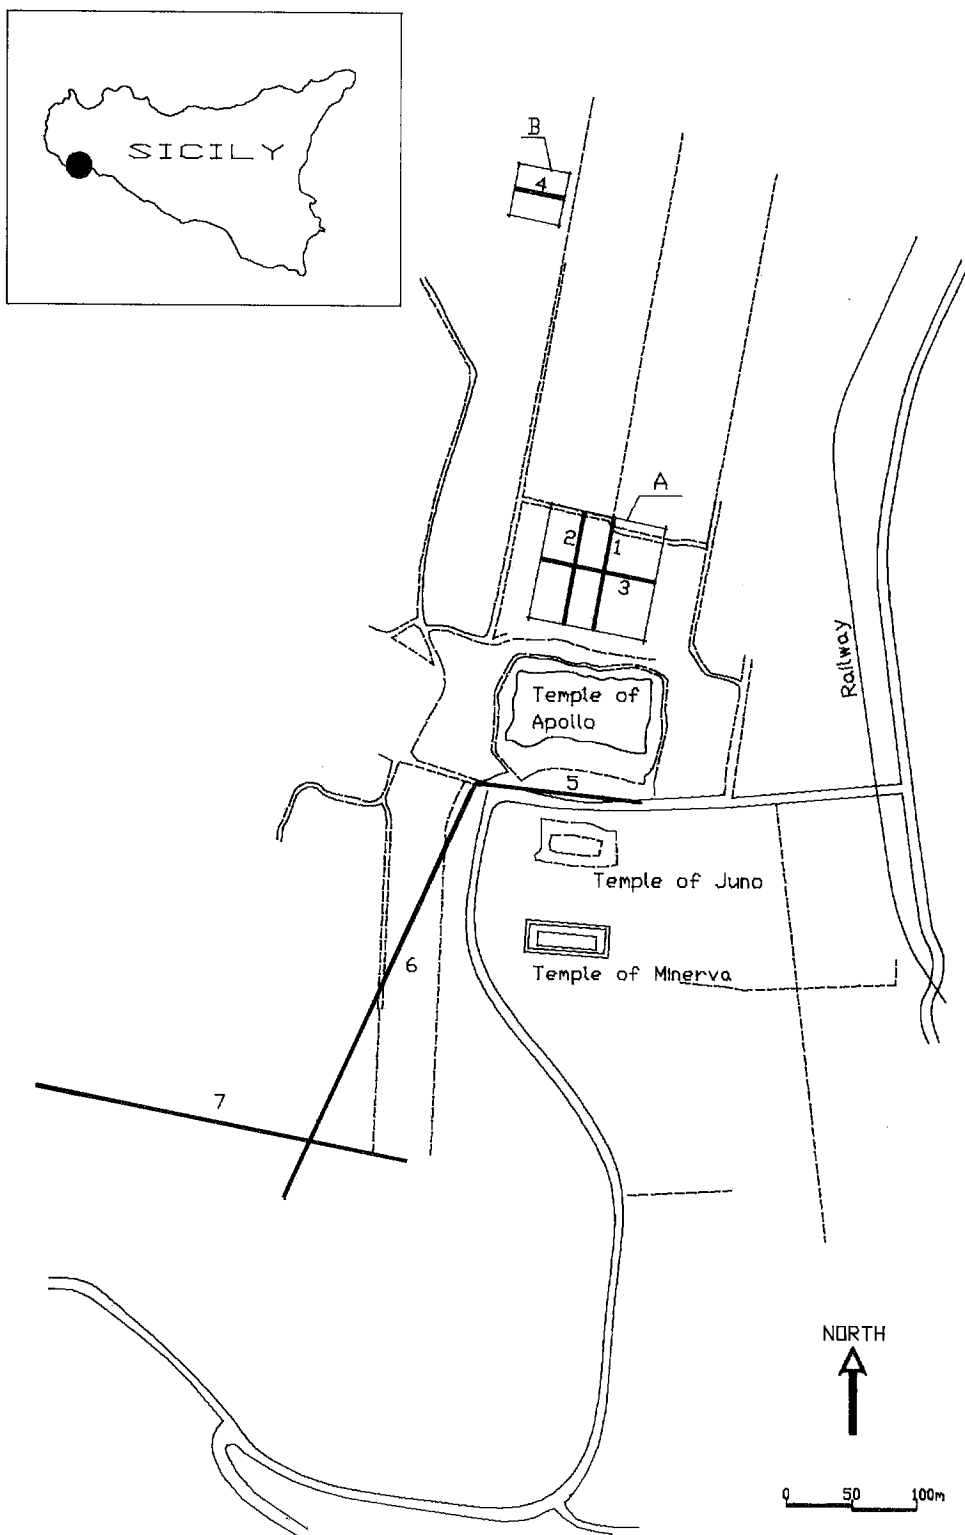 SICILY
B
4
A
2
1
3
Railway
Temple of
Apollo
5
Temple of Juno
6
Temple of Minerva
7
NORTH
0 50 100m